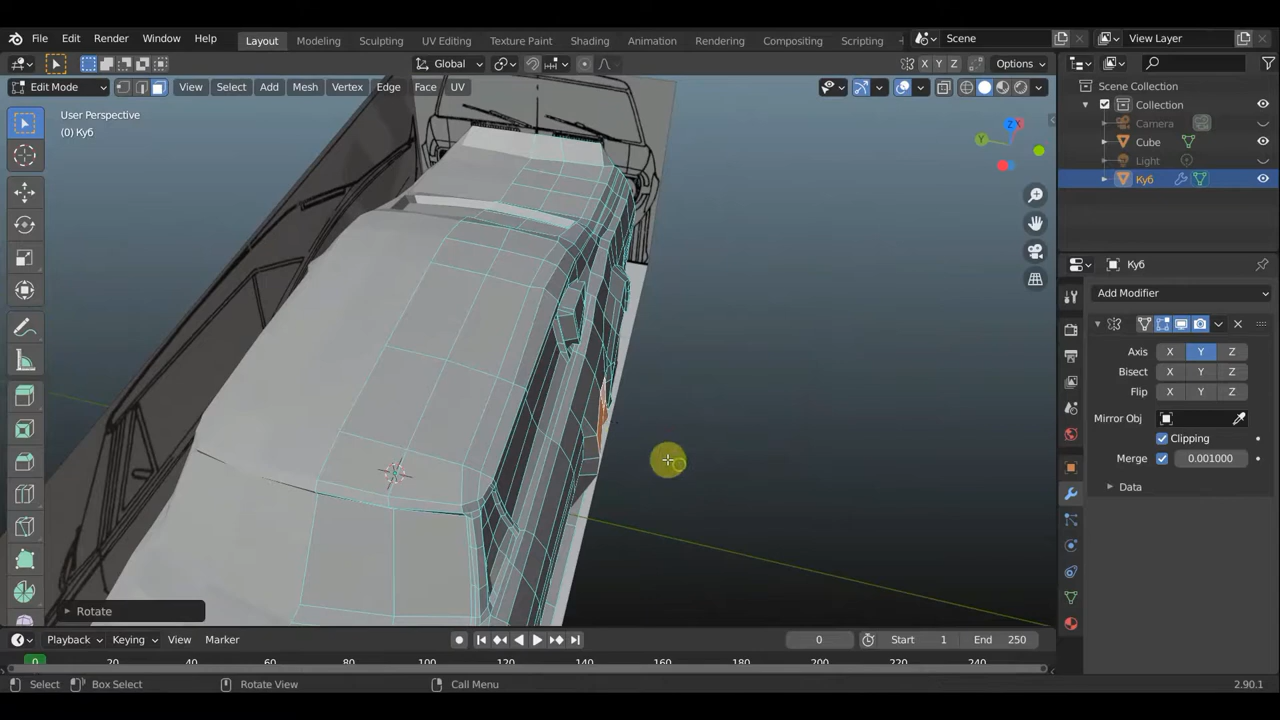 File Edit Render Window Help
Layout Modeling Sculpting UV Editing Texture Paint Shading Animation Rendering Compositing Scripting
Scene
View Layer
Global
X Y Z
Options
Edit Mode
View Select Add Mesh Vertex Edge Face UV
User Perspective
(0) Куб
Z X Y
Scene Collection
Collection
Camera
Cube
Light
Куб
Куб
Add Modifier
Axis X Y Z
Bisect X Y Z
Flip X Y Z
Mirror Obj
Clipping
Merge 0.001000
Data
Rotate
Playback Keying View Marker
0
Start 1
End 250
0 20 40 60 80 100 120 140 160 180 200 220 240
Select Box Select Rotate View Call Menu
2.90.1